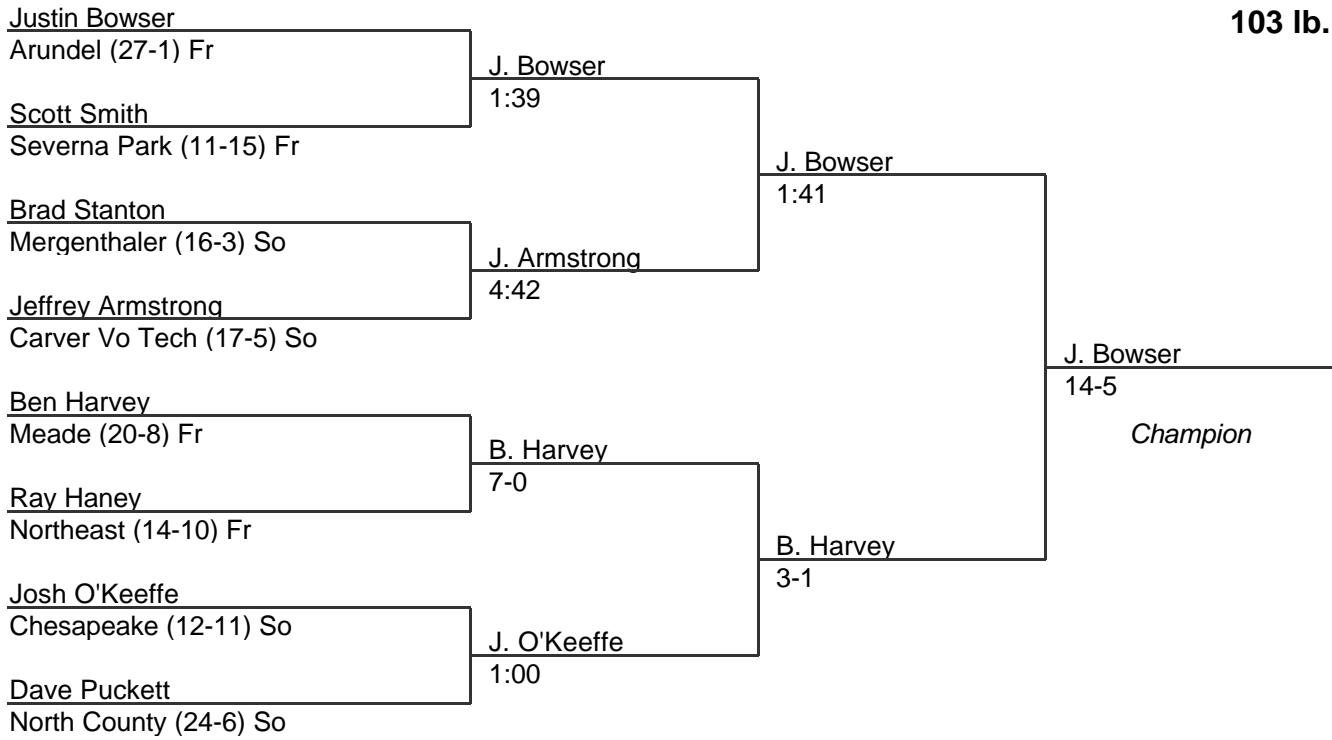 Justin Bowser
103 lb.
Arundel (27-1) Fr
J. Bowser
1:39
Scott Smith
Severna Park (11-15) Fr
J. Bowser
1:41
Brad Stanton
Mergenthaler (16-3) So
J. Armstrong
4:42
Jeffrey Armstrong
Carver Vo Tech (17-5) So
J. Bowser
14-5
Champion
Ben Harvey
Meade (20-8) Fr
B. Harvey
7-0
Ray Haney
Northeast (14-10) Fr
B. Harvey
3-1
Josh O'Keeffe
Chesapeake (12-11) So
J. O'Keeffe
1:00
Dave Puckett
North County (24-6) So